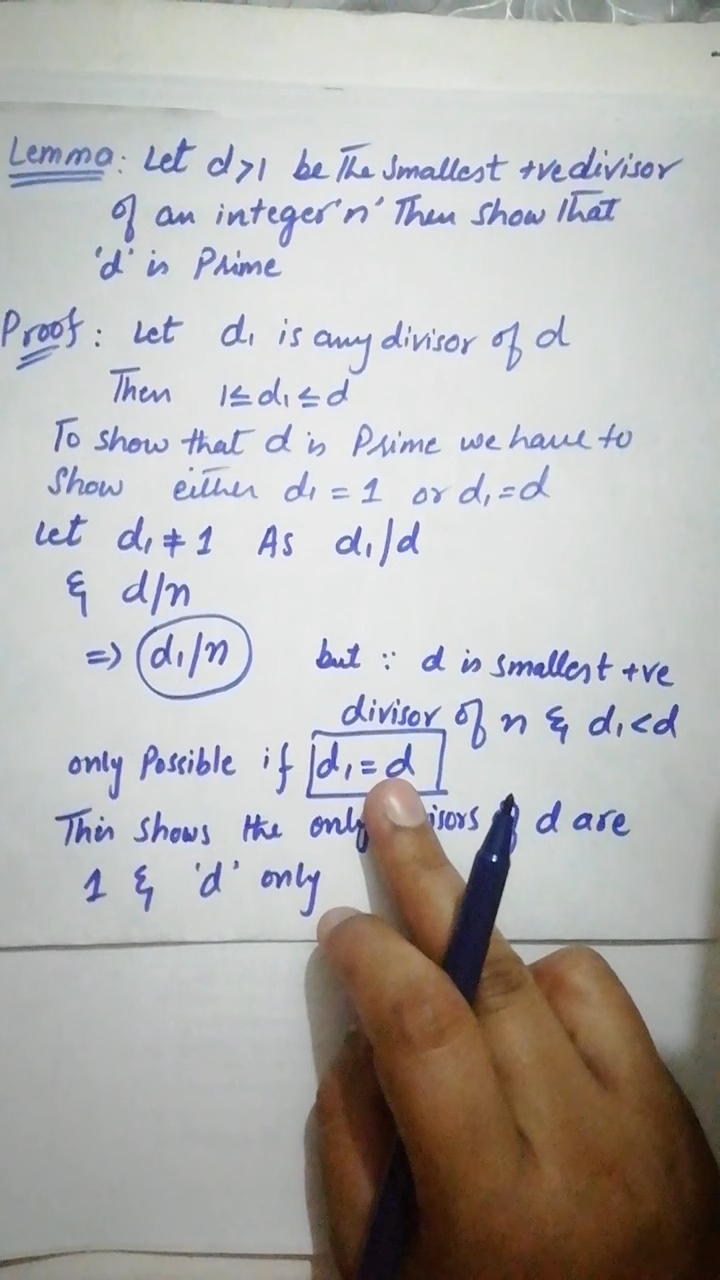 Lemma: Let d>1 be The smallest +ve divisor
of an integer 'n' Then show that
'd' is Prime
Proof: Let d₁ is any divisor of d
Then 1≤d₁≤d
To show that d is Prime we have to
show either d₁ = 1 or d₁=d
Let d₁ ≠ 1 As d₁/d
& d/n
=> d₁/n but ∵ d is smallest +ve
divisor of n & d₁<d
only Possible if d₁=d
This shows the only d are
1 & 'd' only